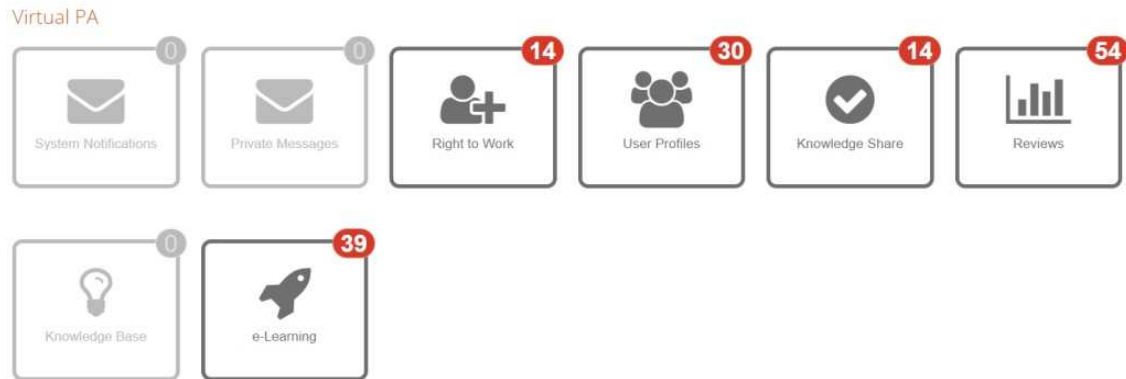 Virtual PA
0
System Notifications
0
Private Messages
14
Right to Work
30
User Profiles
14
Knowledge Share
54
Reviews
0
Knowledge Base
39
e-Learning